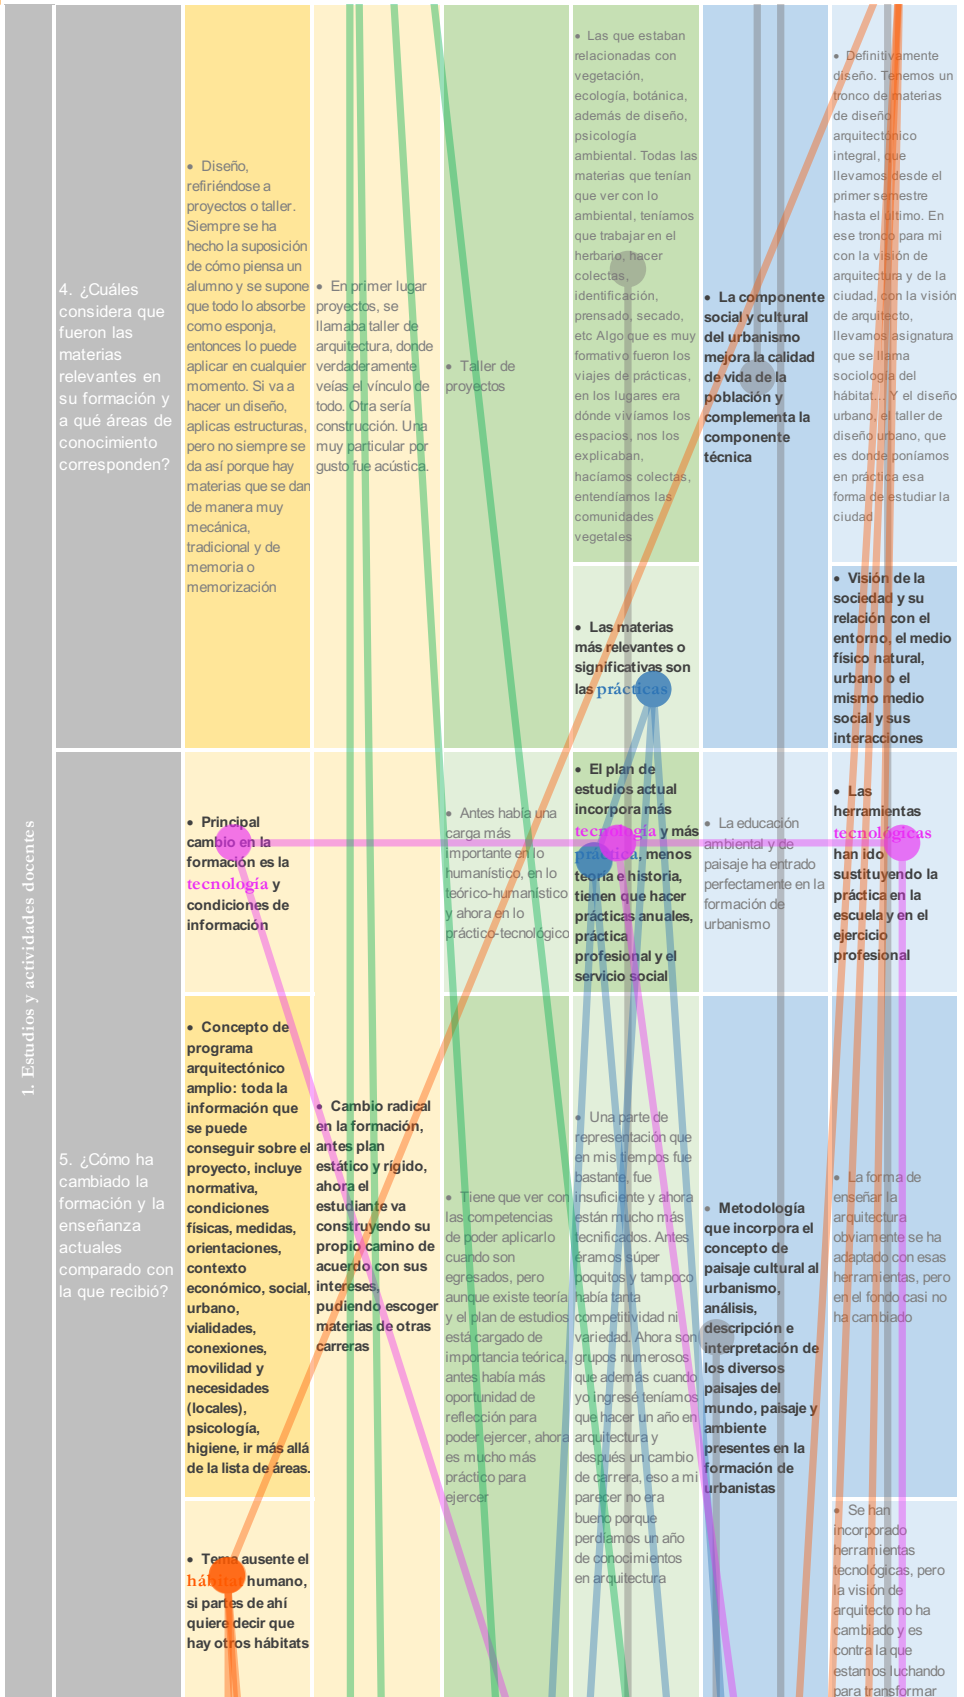 1. Estudios y actividades docentes
4. ¿Cuáles
considera que
fueron las
materias
relevantes en
su formación y
a qué áreas de
conocimiento
corresponden?
• Diseño,
refiriéndose a
proyectos o taller.
Siempre se ha
hecho la suposición
de cómo piensa un
alumno y se supone
que todo lo absorbe
como esponja,
entonces lo puede
aplicar en cualquier
momento. Si va a
hacer un diseño,
aplicas estructuras,
pero no siempre se
da así porque hay
materias que se dan
de manera muy
mecánica,
tradicional y de
memoria o
memorización
• En primer lugar
proyectos, se
llamaba taller de
arquitectura, donde
verdaderamente
veías el vínculo de
todo. Otra sería
construcción. Una
muy particular por
gusto fue acústica.
• Taller de
proyectos
• Las que estaban
relacionadas con
vegetación,
ecología, botánica,
además de diseño,
psicología
ambiental. Todas las
materias que tenían
que ver con lo
ambiental, teníamos
que trabajar en el
herbario, hacer
colectas,
identificación,
prensado, secado,
etc Algo que es muy
formativo fueron los
viajes de prácticas,
en los lugares era
dónde vivíamos los
espacios, nos los
explicaban,
hacíamos colectas,
entendíamos las
comunidades
vegetales
• Las materias
más relevantes o
significativas son
las prácticas
• La componente
social y cultural
del urbanismo
mejora la calidad
de vida de la
población y
complementa la
componente
técnica
• Definitivamente
diseño. Tenemos un
tronco de materias
de diseño
arquitectónico
integral, que
llevamos desde el
primer semestre
hasta el último. En
ese tronco para mi
con la visión de
arquitectura y de la
ciudad, con la visión
de arquitecto,
llevamos asignatura
que se llama
sociología del
hábitat... Y el diseño
urbano, el taller de
diseño urbano, que
es donde poníamos
en práctica esa
forma de estudiar la
ciudad
• Visión de la
sociedad y su
relación con el
entorno, el medio
físico natural,
urbano o el
mismo medio
social y sus
interacciones
5. ¿Cómo ha
cambiado la
formación y la
enseñanza
actuales
comparado con
la que recibió?
• Principal
cambio en la
formación es la
tecnología y
condiciones de
información
• Concepto de
programa
arquitectónico
amplio: toda la
información que
se puede
conseguir sobre el
proyecto, incluye
normativa,
condiciones
físicas, medidas,
orientaciones,
contexto
económico, social,
urbano,
vialidades,
conexiones,
movilidad y
necesidades
(locales),
psicología,
higiene, ir más allá
de la lista de áreas.
• Tema ausente el
hábitat humano,
si partes de ahí
quiere decir que
hay otros hábitats
• Cambio radical
en la formación,
antes plan
estático y rígido,
ahora el
estudiante va
construyendo su
propio camino de
acuerdo con sus
intereses,
pudiendo escoger
materias de otras
carreras
• Antes había una
carga más
importante en lo
humanístico, en lo
teórico-humanístico
y ahora en lo
práctico-tecnológico
• Tiene que ver con
las competencias
de poder aplicarlo
cuando son
egresados, pero
aunque existe teoría
y el plan de estudios
está cargado de
importancia teórica,
antes había más
oportunidad de
reflección para
poder ejercer, ahora
es mucho más
práctico para
ejercer
• El plan de
estudios actual
incorpora más
tecnología y más
práctica, menos
teoría e historia,
tienen que hacer
prácticas anuales,
práctica
profesional y el
servicio social
• Una parte de
representación que
en mis tiempos fue
bastante, fue
insuficiente y ahora
están mucho más
tecnificados. Antes
éramos súper
poquitos y tampoco
había tanta
competitividad ni
variedad. Ahora son
grupos numerosos
que además cuando
yo ingresé teníamos
que hacer un año en
arquitectura y
después un cambio
de carrera, eso a mi
parecer no era
bueno porque
perdíamos un año
de conocimientos
en arquitectura
• La educación
ambiental y de
paisaje ha entrado
perfectamente en la
formación de
urbanismo
• Metodología
que incorpora el
concepto de
paisaje cultural al
urbanismo,
análisis,
descripción e
interpretación de
los diversos
paisajes del
mundo, paisaje y
ambiente
presentes en la
formación de
urbanistas
• Las
herramientas
tecnológicas
han ido
sustituyendo la
práctica en la
escuela y en el
ejercicio
profesional
• La forma de
enseñar la
arquitectura
obviamente se ha
adaptado con esas
herramientas, pero
en el fondo casi no
ha cambiado
• Se han
incorporado
herramientas
tecnológicas, pero
la visión de
arquitecto no ha
cambiado y es
contra la que
estamos luchando
para transformar